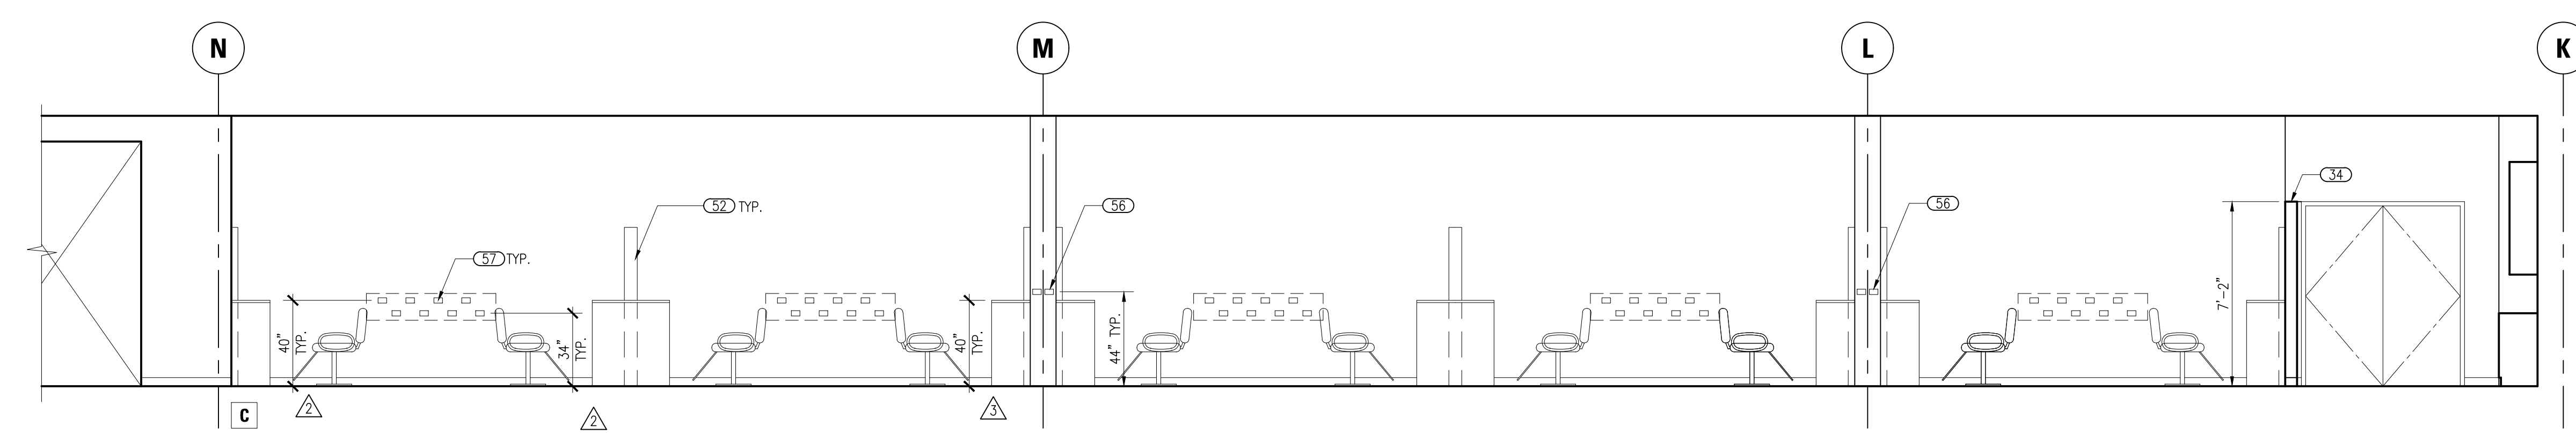 N
M
L
K
34
52 TYP.
56
56
57 TYP.
7'-2"
40"
TYP.
34"
TYP.
40"
TYP.
44" TYP.
C
2
2
3